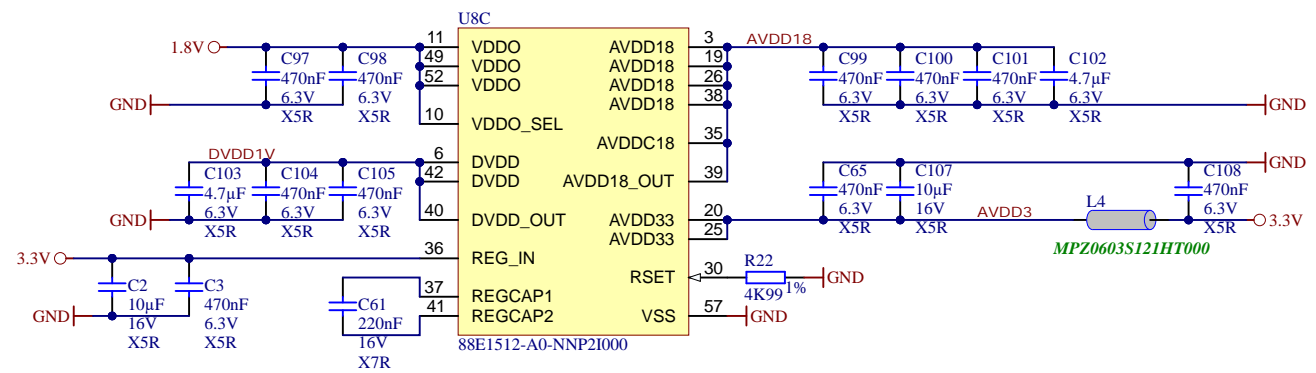 U8C
1.8V
C97
470nF
6.3V
X5R
C98
470nF
6.3V
X5R
GND
11
49
52
10
VDDO
VDDO
VDDO
VDDO_SEL
DVDD1V
C103
4.7µF
6.3V
X5R
C104
470nF
6.3V
X5R
C105
470nF
6.3V
X5R
GND
6
42
40
DVDD
DVDD
DVDD_OUT
3.3V
C2
10µF
16V
X5R
C3
470nF
6.3V
X5R
GND
36
REG_IN
C61
220nF
16V
X7R
37
41
REGCAP1
REGCAP2
88E1512-A0-NNP2I000
AVDD18
AVDD18
AVDD18
AVDD18
AVDDC18
AVDD18_OUT
3
19
26
38
35
39
AVDD18
C99
470nF
6.3V
X5R
C100
470nF
6.3V
X5R
C101
470nF
6.3V
X5R
C102
4.7µF
6.3V
X5R
GND
AVDD33
AVDD33
20
25
GND
C65
470nF
6.3V
X5R
C107
10µF
16V
X5R
AVDD3
L4
MPZ0603S121HT000
C108
470nF
6.3V
X5R
3.3V
RSET
30
R22
4K99
1%
GND
VSS
57
GND